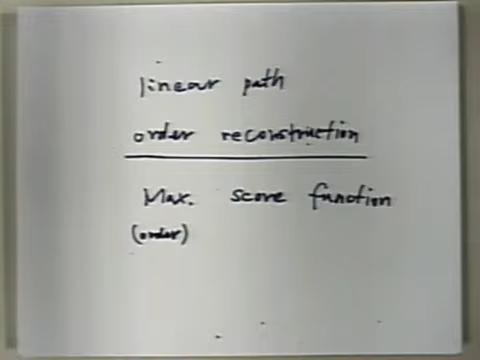 linear path
order reconstruction
Max. score function
(order)